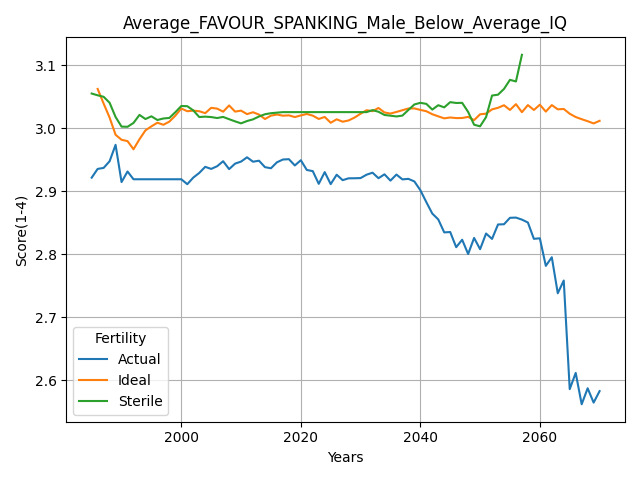 Average_FAVOUR_SPANKING_Male_Below_Average_IQ
Score(1-4)
3.1
3.0
2.9
2.8
2.7
2.6
Fertility
Actual
Ideal
Sterile
2000 2020 2040 2060
Years